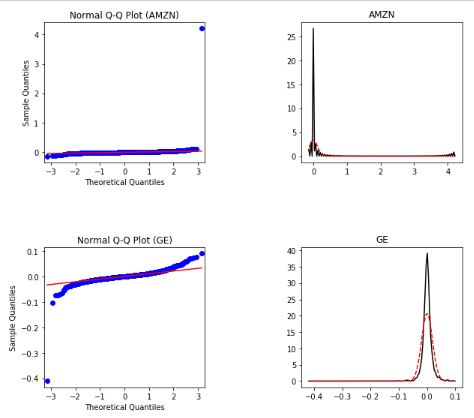 Normal Q-Q Plot (AMZN)
Sample Quantiles
4
3
2
1
0
−3 −2 −1 0 1 2 3
Theoretical Quantiles
AMZN
25
20
15
10
5
0
0 1 2 3 4
Normal Q-Q Plot (GE)
Sample Quantiles
0.1
0.0
−0.1
−0.2
−0.3
−0.4
−3 −2 −1 0 1 2 3
Theoretical Quantiles
GE
40
35
30
25
20
15
10
5
0
−0.4 −0.3 −0.2 −0.1 0.0 0.1